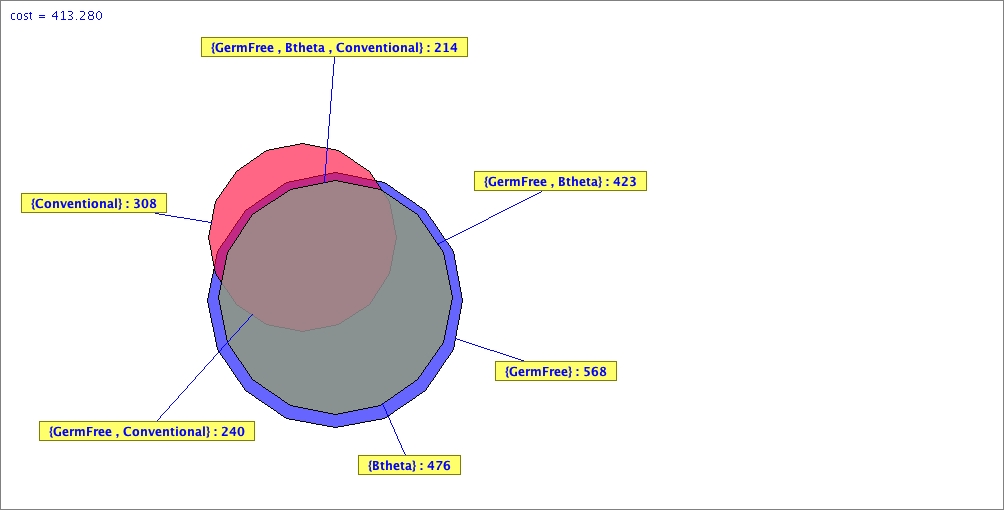 cost = 413.280
{GermFree , Btheta , Conventional} : 214
{GermFree , Btheta} : 423
{Conventional} : 308
{GermFree} : 568
{GermFree , Conventional} : 240
{Btheta} : 476